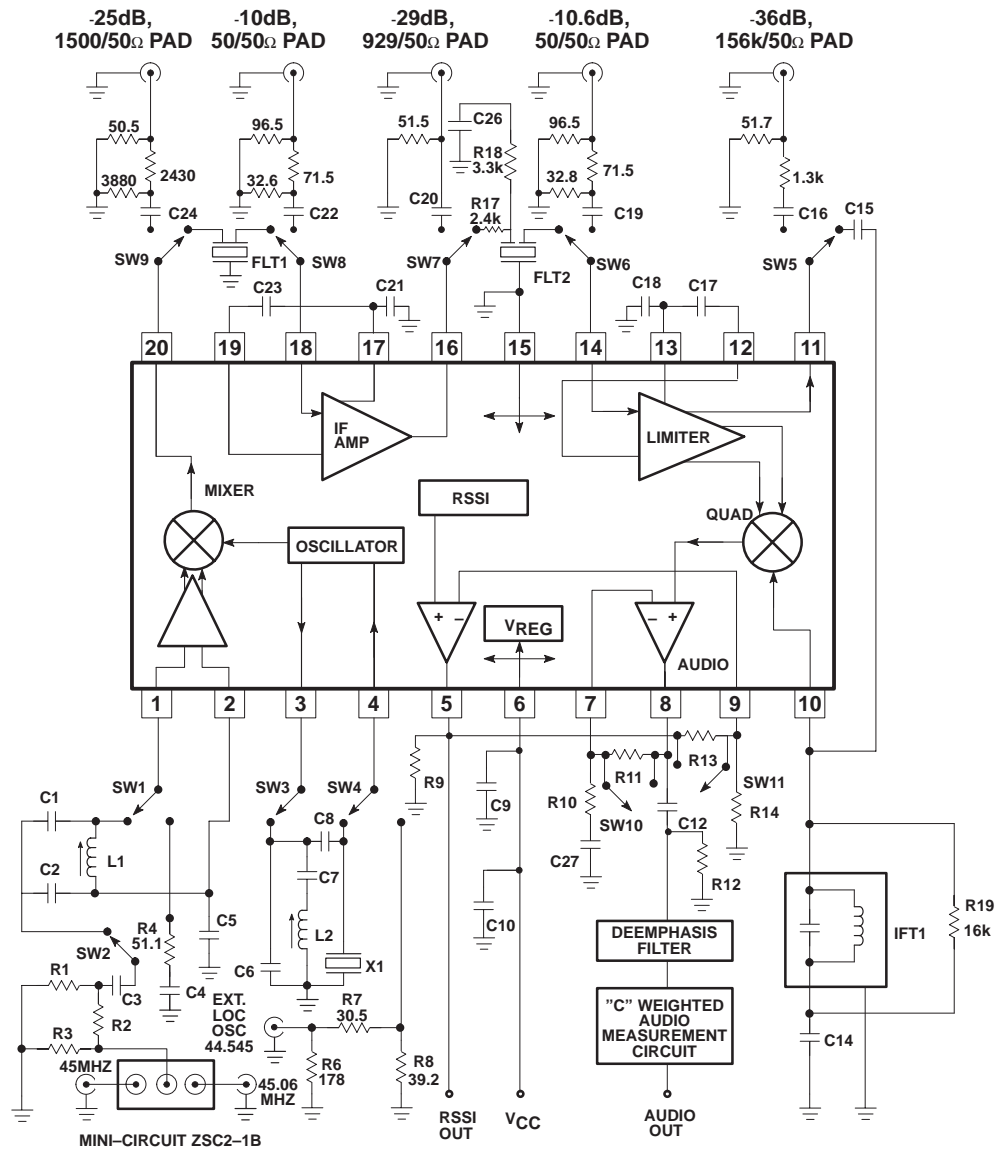 -25dB,
1500/50Ω PAD
-10dB,
50/50Ω PAD
-29dB,
929/50Ω PAD
-10.6dB,
50/50Ω PAD
-36dB,
156k/50Ω PAD
50.5
2430
3880
C24
96.5
71.5
32.6
C22
51.5
C20
C26
R18
3.3k
R17
2.4k
96.5
71.5
32.8
C19
51.7
1.3k
C16
C15
SW9
FLT1
SW8
SW7
FLT2
SW6
SW5
C23
C21
C18
C17
20
19
18
17
16
15
14
13
12
11
IF
AMP
LIMITER
MIXER
RSSI
QUAD
OSCILLATOR
+ −
VREG
− +
AUDIO
1
2
3
4
5
6
7
8
9
10
SW1
C1
L1
C2
C5
R4
51.1
SW2
C3
C4
R1
R2
R3
45MHZ
45.06
MHZ
MINI–CIRCUIT ZSC2–1B
SW3
SW4
C8
C7
L2
C6
X1
EXT.
LOC
OSC
44.545
R7
30.5
R6
178
R8
39.2
R9
C9
C10
RSSI
OUT
VCC
R10
R11
SW10
C27
C12
R12
R13
SW11
R14
DEEMPHASIS
FILTER
”C” WEIGHTED
AUDIO
MEASUREMENT
CIRCUIT
AUDIO
OUT
IFT1
R19
16k
C14